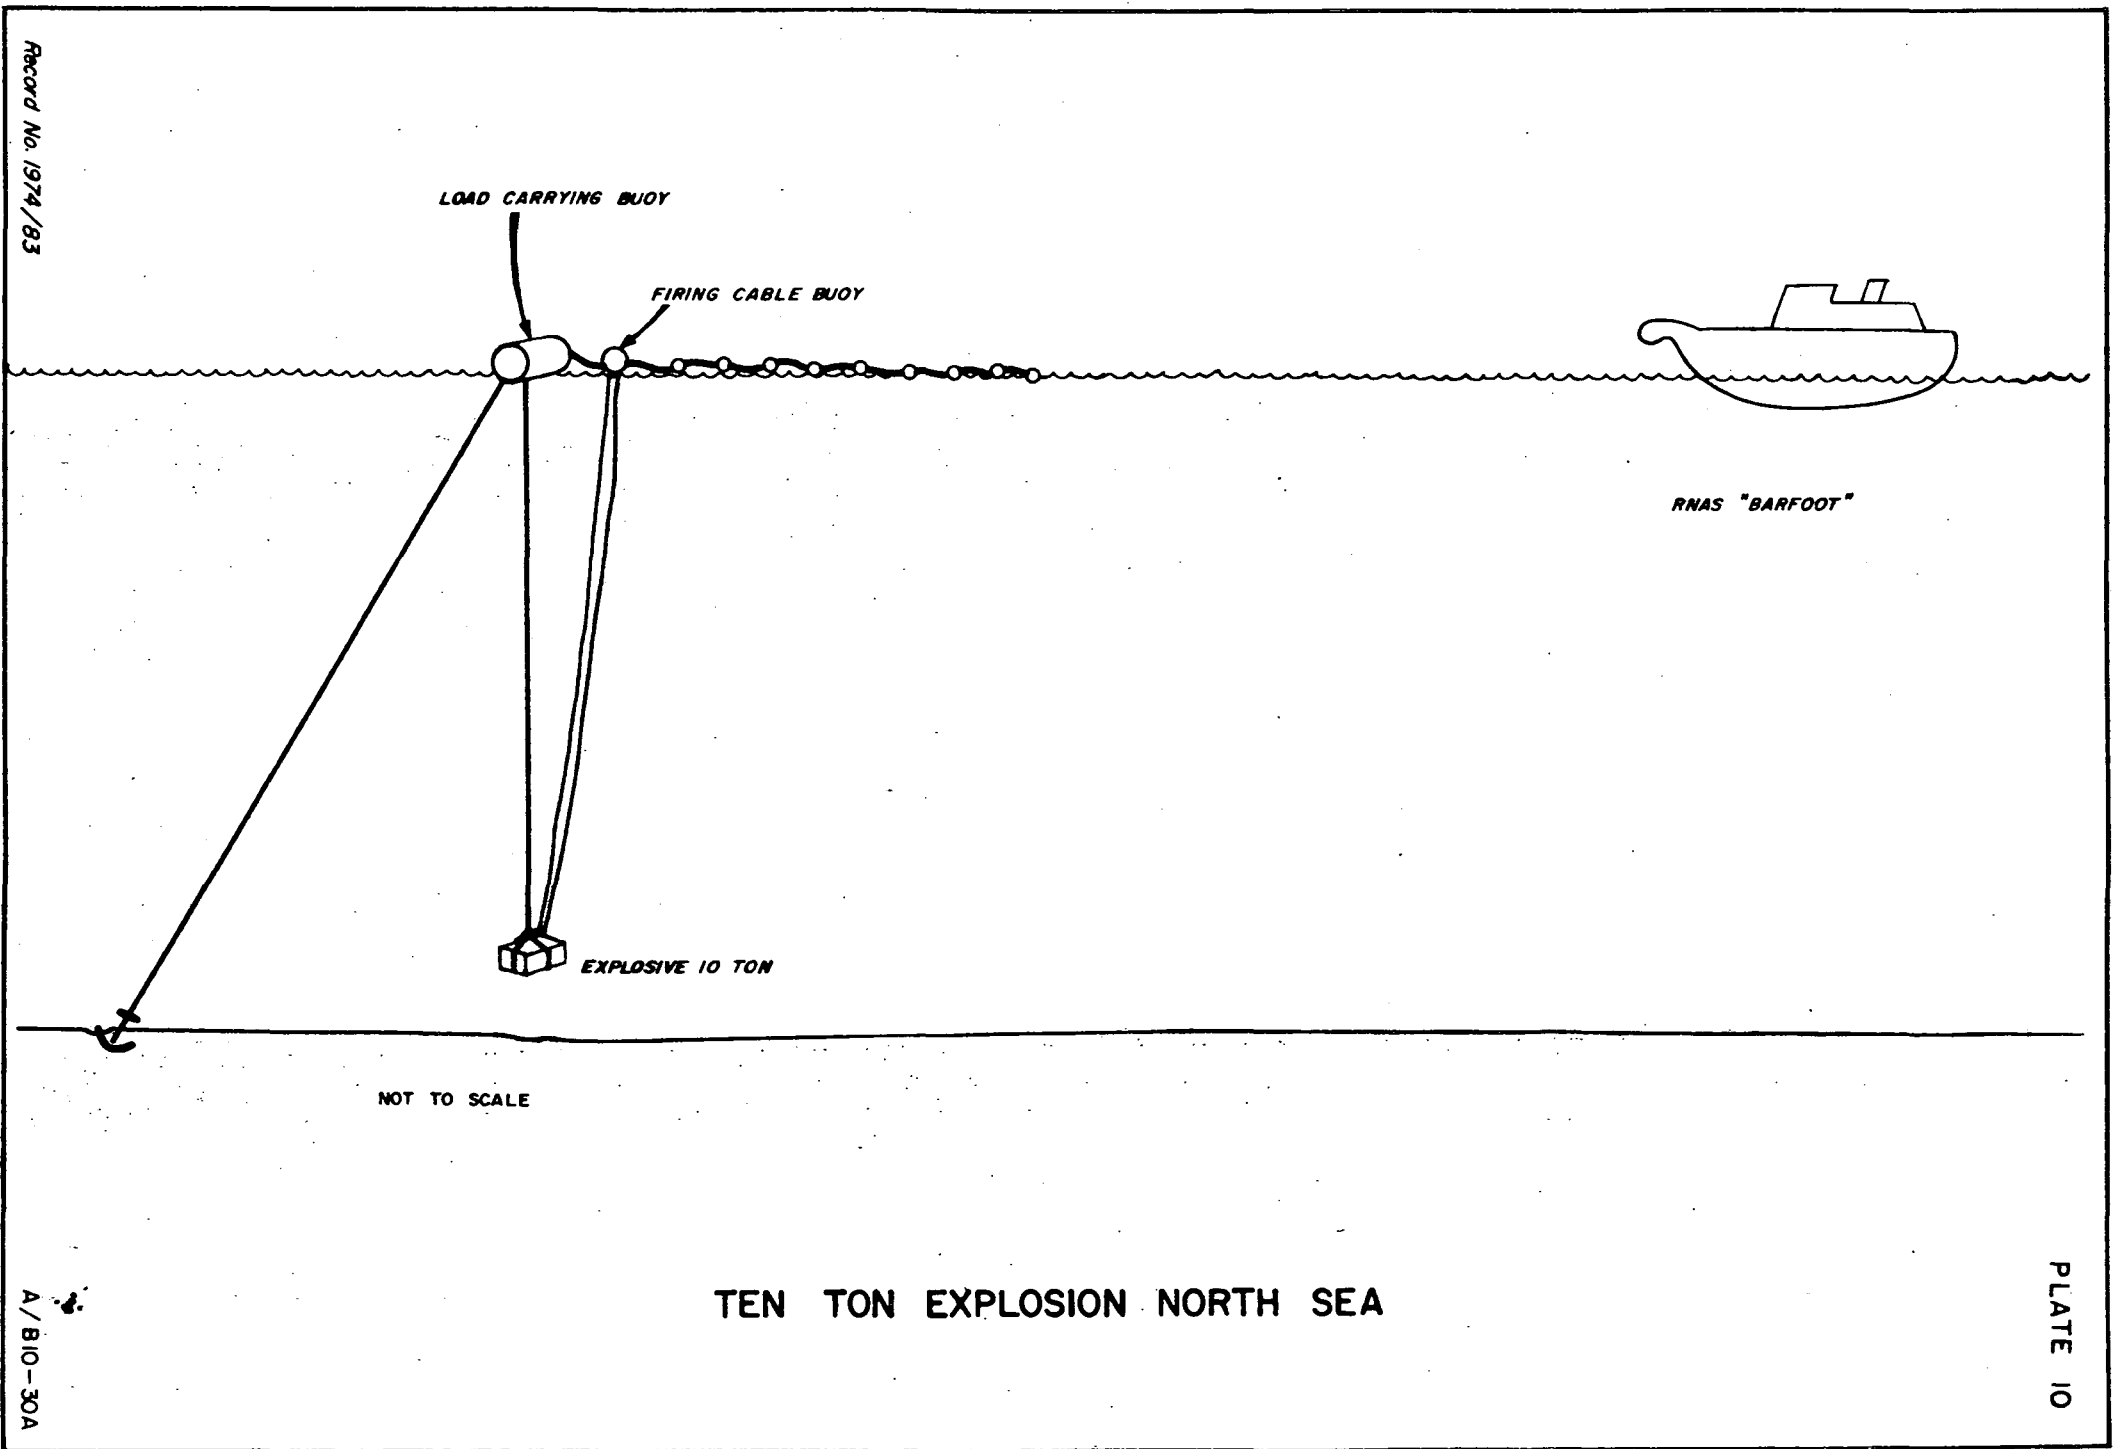 Record No. 1974/83
LOAD CARRYING BUOY
FIRING CABLE BUOY
RNAS "BARFOOT"
EXPLOSIVE 10 TON
NOT TO SCALE
TEN TON EXPLOSION NORTH SEA
PLATE 10
A/B10-30A